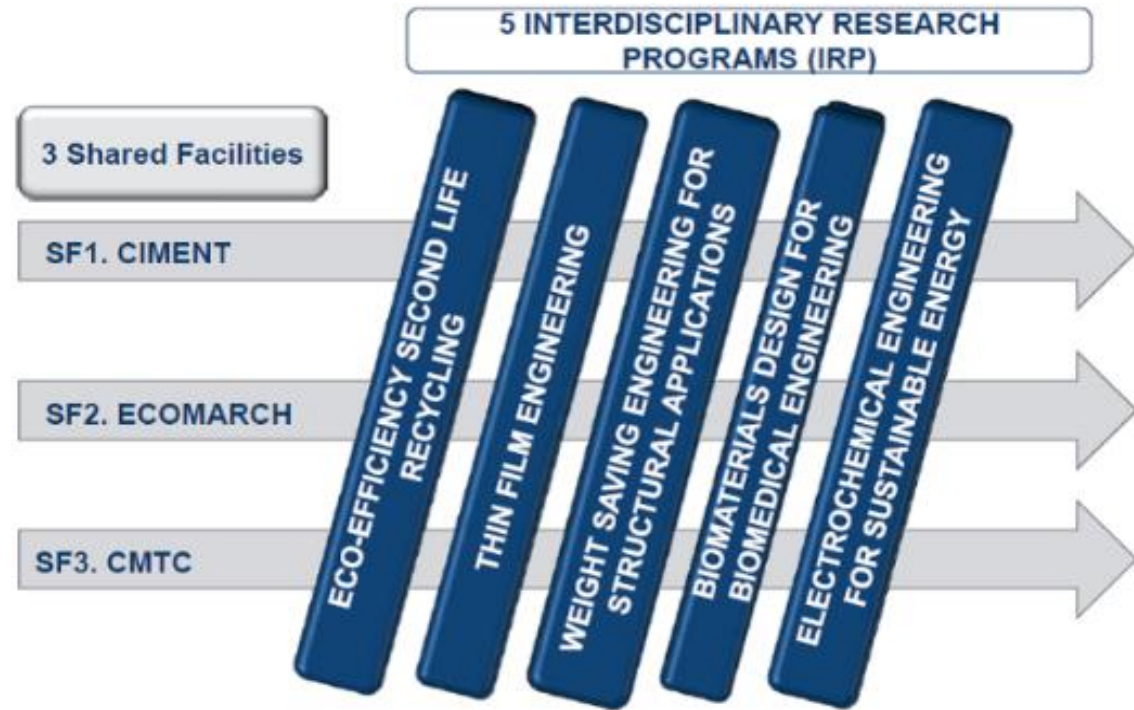 5 INTERDISCIPLINARY RESEARCH
PROGRAMS (IRP)
3 Shared Facilities
SF1. CIMENT
SF2. ECOMARCH
SF3. CMTC
ECO-EFFICIENCY SECOND LIFE
RECYCLING
THIN FILM ENGINEERING
WEIGHT SAVING ENGINEERING FOR
STRUCTURAL APPLICATIONS
BIOMATERIALS DESIGN FOR
BIOMEDICAL ENGINEERING
ELECTROCHEMICAL ENGINEERING
FOR SUSTAINABLE ENERGY